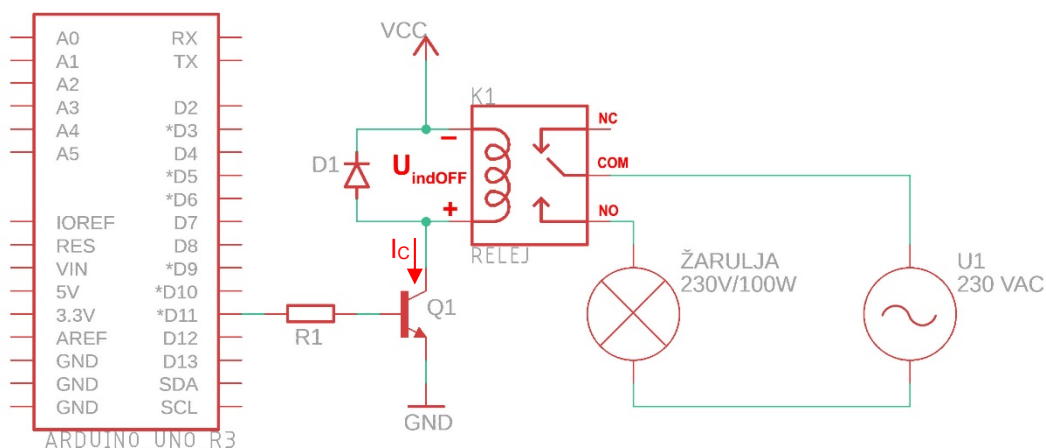 VCC
K1
NC
COM
NO
D1
−
U indOFF
+
RELEJ
IC
Q1
R1
GND
ŽARULJA
230V/100W
U1
230 VAC
A0
A1
A2
A3
A4
A5
IOREF
RES
VIN
5V
3.3V
AREF
GND
GND
GND
RX
TX
D2
*D3
D4
*D5
*D6
D7
D8
*D9
*D10
*D11
D12
D13
SDA
SCL
ARDUINO UNO R3